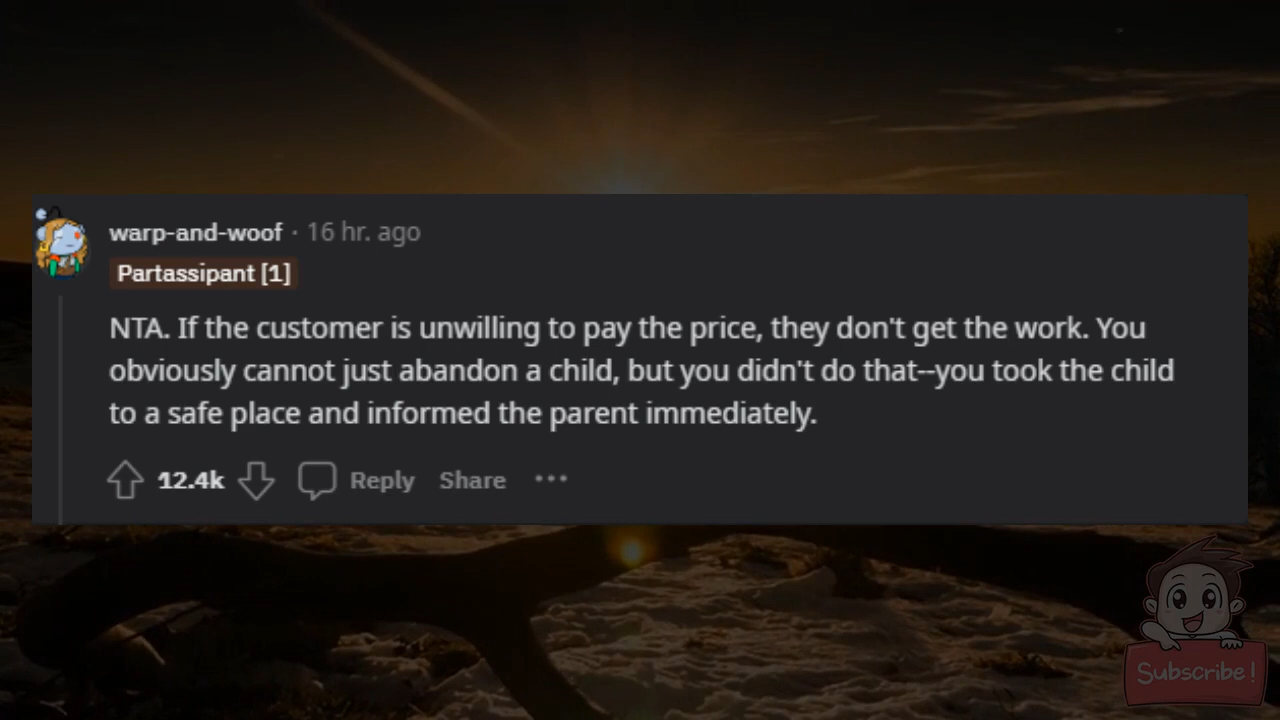 warp-and-woof · 16 hr. ago
Partassipant [1]
NTA. If the customer is unwilling to pay the price, they don't get the work. You
obviously cannot just abandon a child, but you didn't do that--you took the child
to a safe place and informed the parent immediately.
12.4k Reply Share ···
Subscribe!